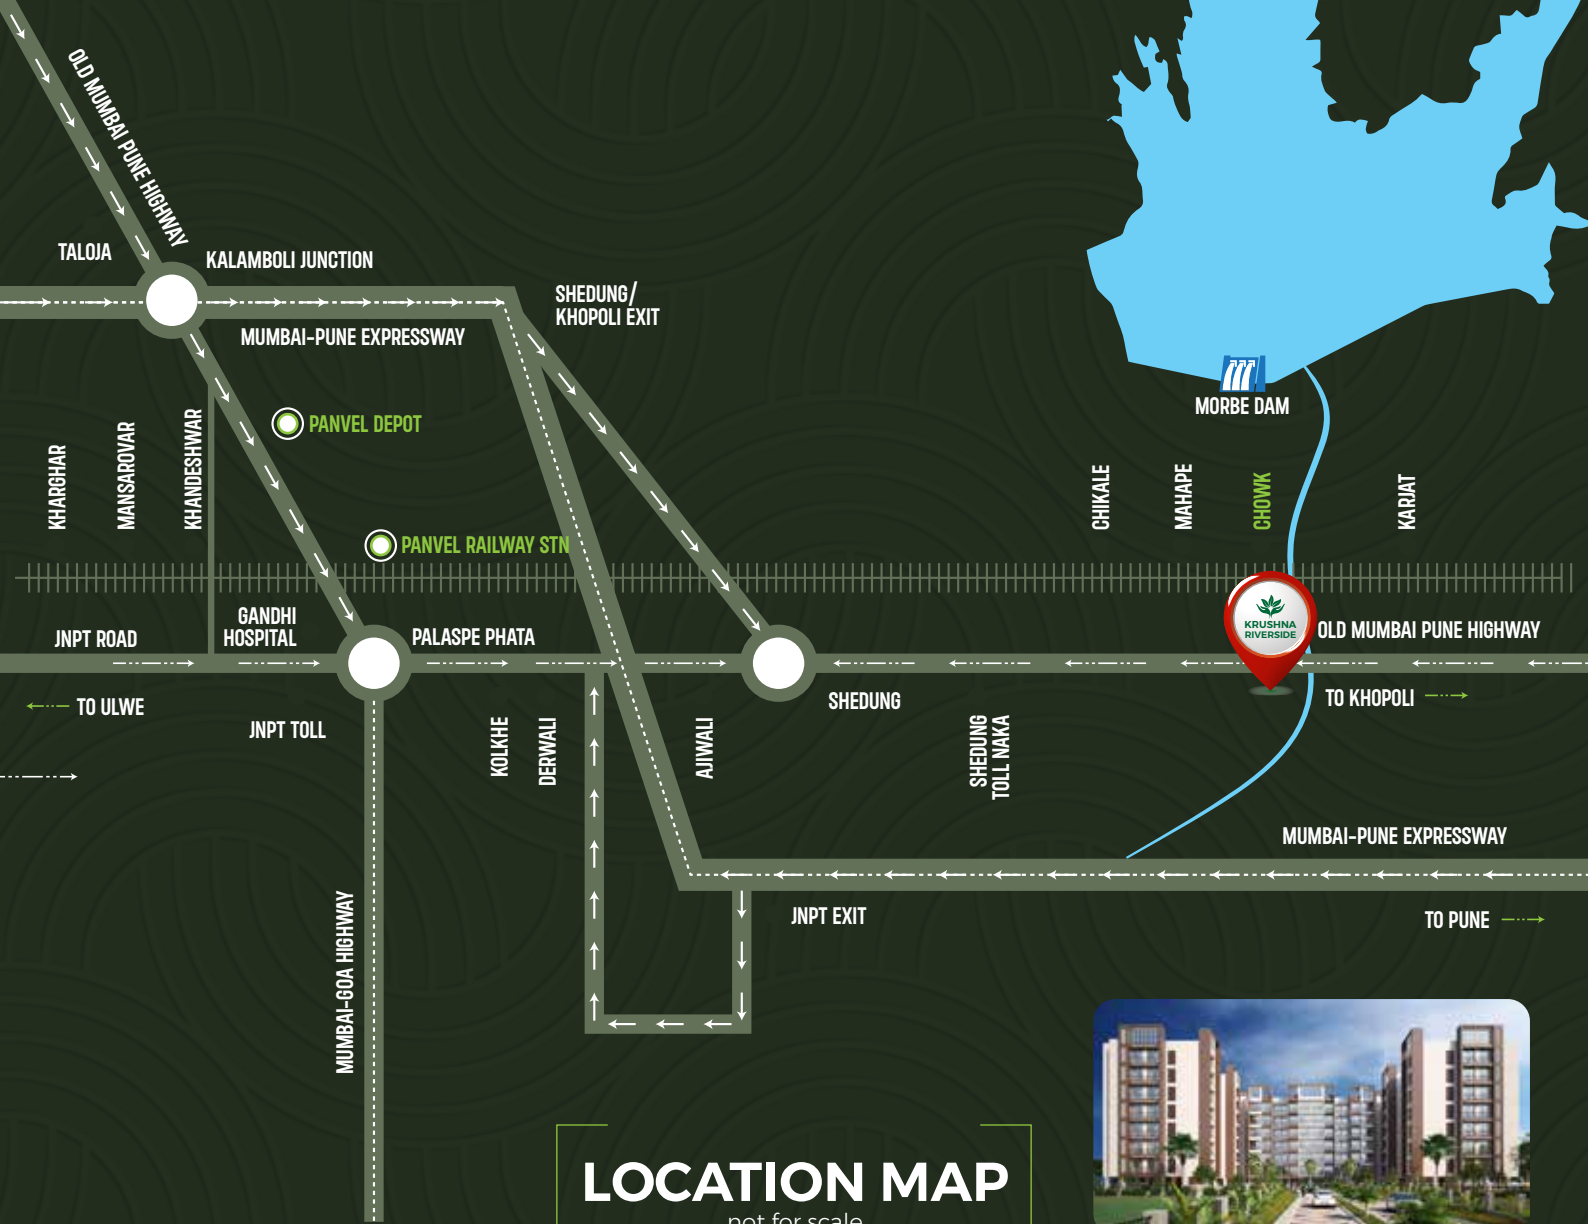 OLD MUMBAI PUNE HIGHWAY
TALOJA
KALAMBOLI JUNCTION
SHEDUNG/
KHOPOLI EXIT
MUMBAI-PUNE EXPRESSWAY
MORBE DAM
PANVEL DEPOT
KHARGHAR
MANSAROVAR
KHANDESHWAR
CHIKALE
MAHAPE
CHOWK
KARJAT
PANVEL RAILWAY STN
GANDHI
HOSPITAL
JNPT ROAD
PALASPE PHATA
KRUSHNA
RIVERSIDE
OLD MUMBAI PUNE HIGHWAY
TO ULWE
JNPT TOLL
KOLKHE
DERWALI
AJIWALI
SHEDUNG
SHEDUNG
TOLL NAKA
TO KHOPOLI
MUMBAI-PUNE EXPRESSWAY
JNPT EXIT
TO PUNE
MUMBAI-GOA HIGHWAY
LOCATION MAP
not for scale